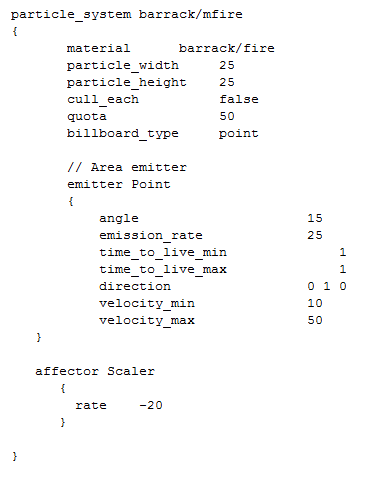 particle_system barrack/mfire
{
material barrack/fire
particle_width 25
particle_height 25
cull_each false
quota 50
billboard_type point
// Area emitter
emitter Point
{
angle 15
emission_rate 25
time_to_live_min 1
time_to_live_max 1
direction 0 1 0
velocity_min 10
velocity_max 50
}
affector Scaler
{
rate -20
}
}